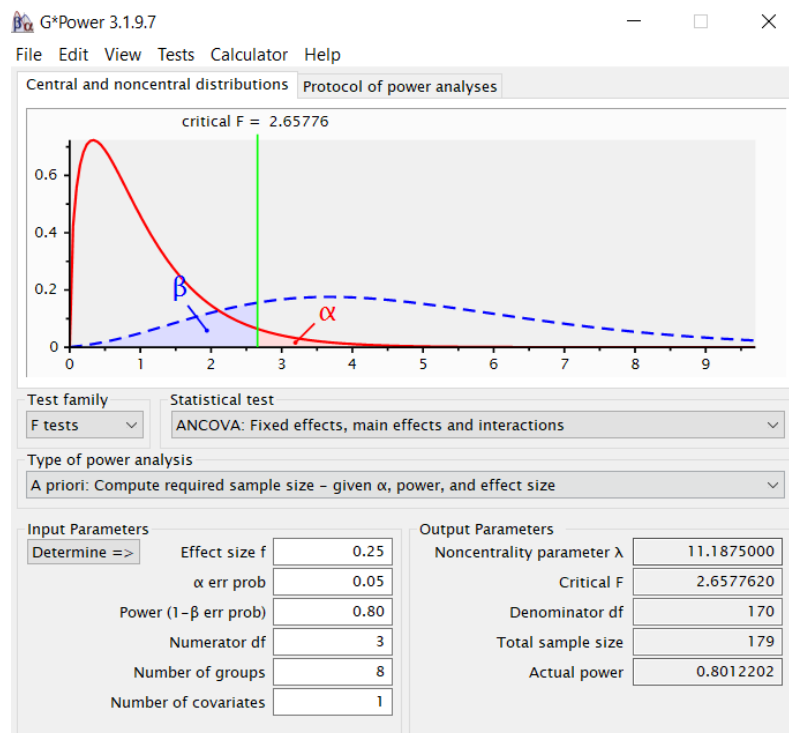 βα G*Power 3.1.9.7
File Edit View Tests Calculator Help
Central and noncentral distributions Protocol of power analyses
critical F = 2.65776
0.6
0.4
0.2
0
β
α
0 1 2 3 4 5 6 7 8 9
Test family Statistical test
F tests ANCOVA: Fixed effects, main effects and interactions
Type of power analysis
A priori: Compute required sample size – given α, power, and effect size
Input Parameters Output Parameters
Determine => Effect size f 0.25 Noncentrality parameter λ 11.1875000
α err prob 0.05 Critical F 2.6577620
Power (1-β err prob) 0.80 Denominator df 170
Numerator df 3 Total sample size 179
Number of groups 8 Actual power 0.8012202
Number of covariates 1